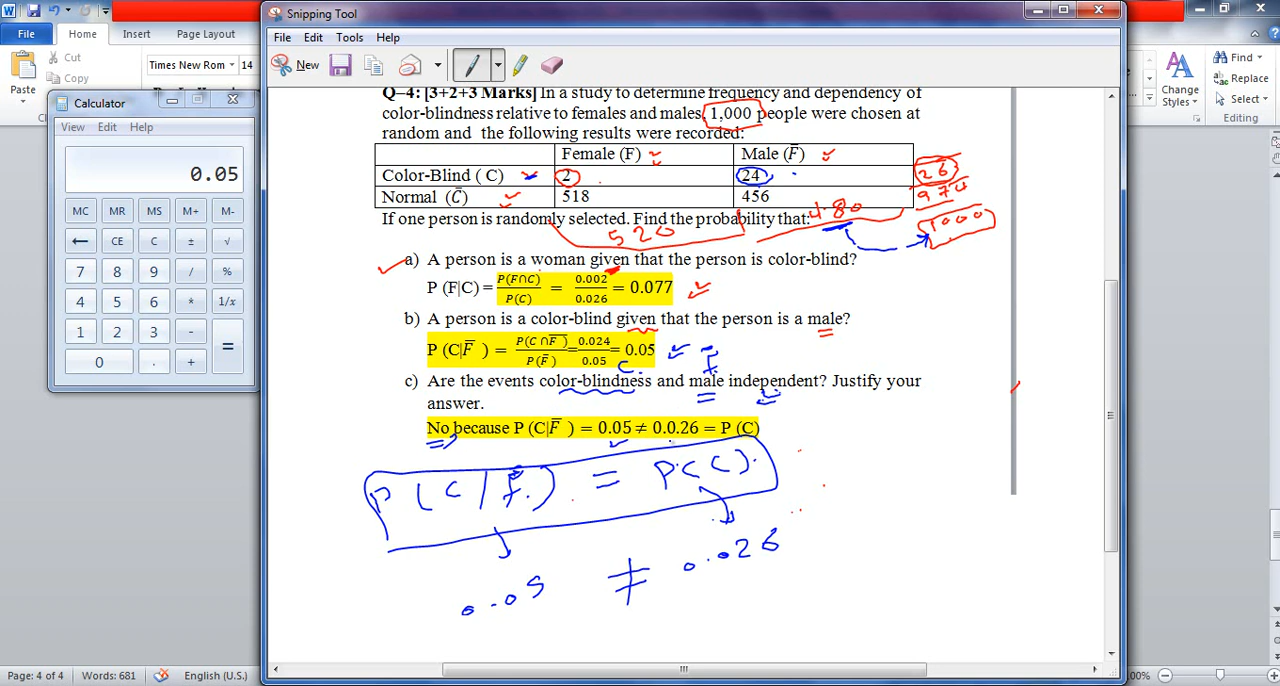 Snipping Tool
File Edit Tools Help
New
File Home Insert Page Layout
Cut
Copy
Paste
Times New Rom 14
Find
Replace
Select
Change
Styles
Editing
Calculator
View Edit Help
0.05
MC MR MS M+ M-
← CE C ± √
7 8 9 / %
4 5 6 * 1/x
1 2 3 - =
0 . +
Q–4: [3+2+3 Marks] In a study to determine frequency and dependency of
color-blindness relative to females and males, 1,000 people were chosen at
random and the following results were recorded:
Female (F) Male (F̅)
Color-Blind ( C) 2 24 26
Normal (C̅) 518 456 974
If one person is randomly selected. Find the probability that:
520 480 1000
a) A person is a woman given that the person is color-blind?
P (F|C) = P(F∩C)/P(C) = 0.002/0.026 = 0.077
b) A person is a color-blind given that the person is a male?
P (C|F̅ ) = P(C ∩F̅ )/P(F̅ ) = 0.024/0.05 = 0.05
C F̅
c) Are the events color-blindness and male independent? Justify your
answer.
No because P (C|F̅ ) = 0.05 ≠ 0.0.26 = P (C)
P ( C / F̅ ) = P( C )
0.05 ≠ 0.026
Page: 4 of 4 Words: 681 English (U.S.) 00%